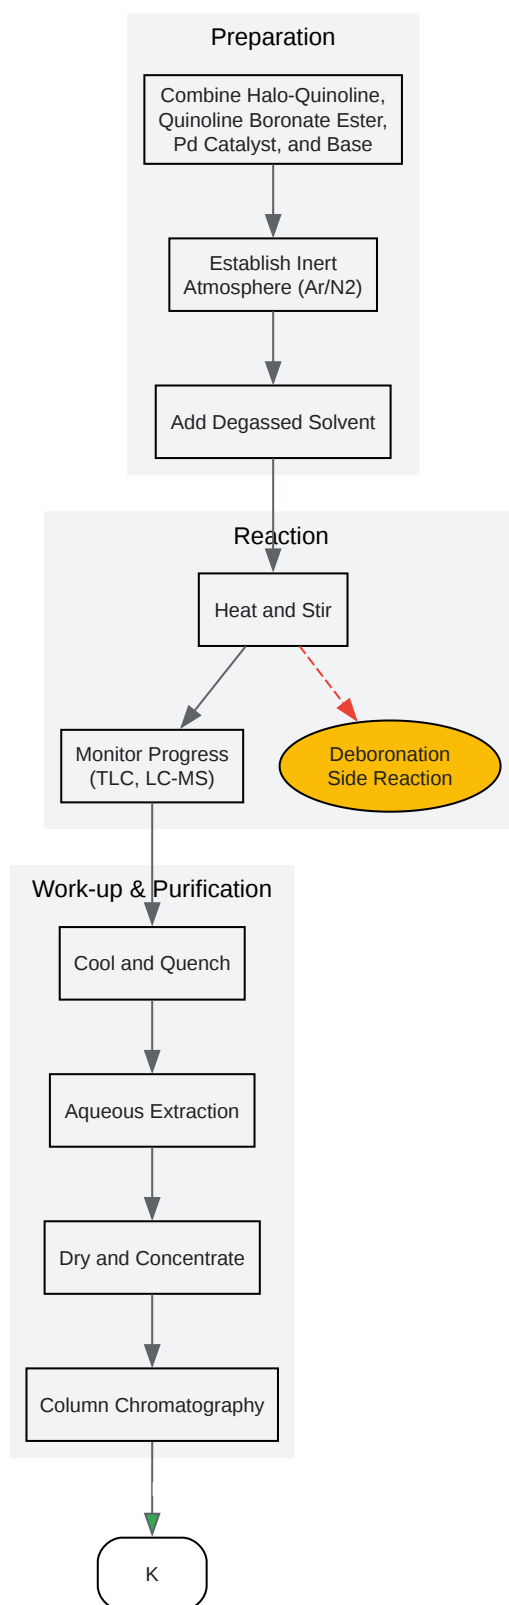 Preparation
Combine Halo-Quinoline,
Quinoline Boronate Ester,
Pd Catalyst, and Base
Establish Inert
Atmosphere (Ar/N2)
Add Degassed Solvent
Reaction
Heat and Stir
Monitor Progress
(TLC, LC-MS)
Deboronation
Side Reaction
Work-up & Purification
Cool and Quench
Aqueous Extraction
Dry and Concentrate
Column Chromatography
K